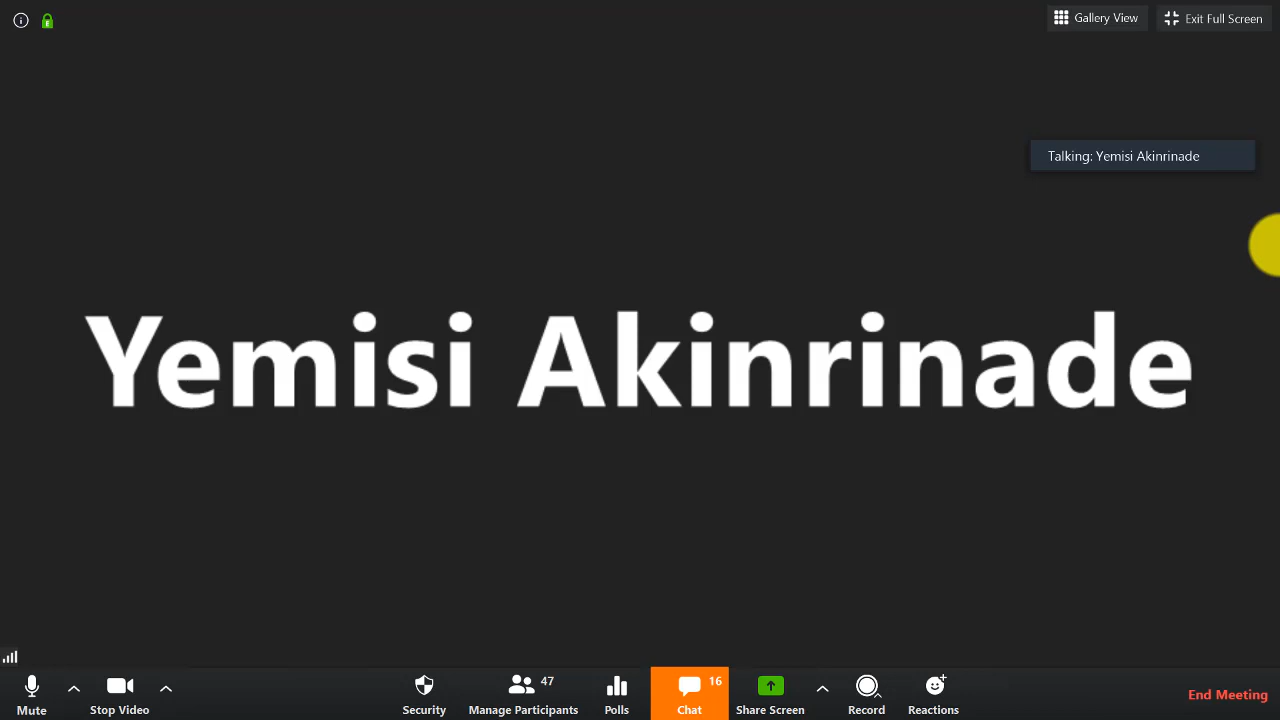 Gallery View
Exit Full Screen
Talking: Yemisi Akinrinade
Yemisi Akinrinade
47
16
Mute
Stop Video
Security
Manage Participants
Polls
Chat
Share Screen
Record
Reactions
End Meeting